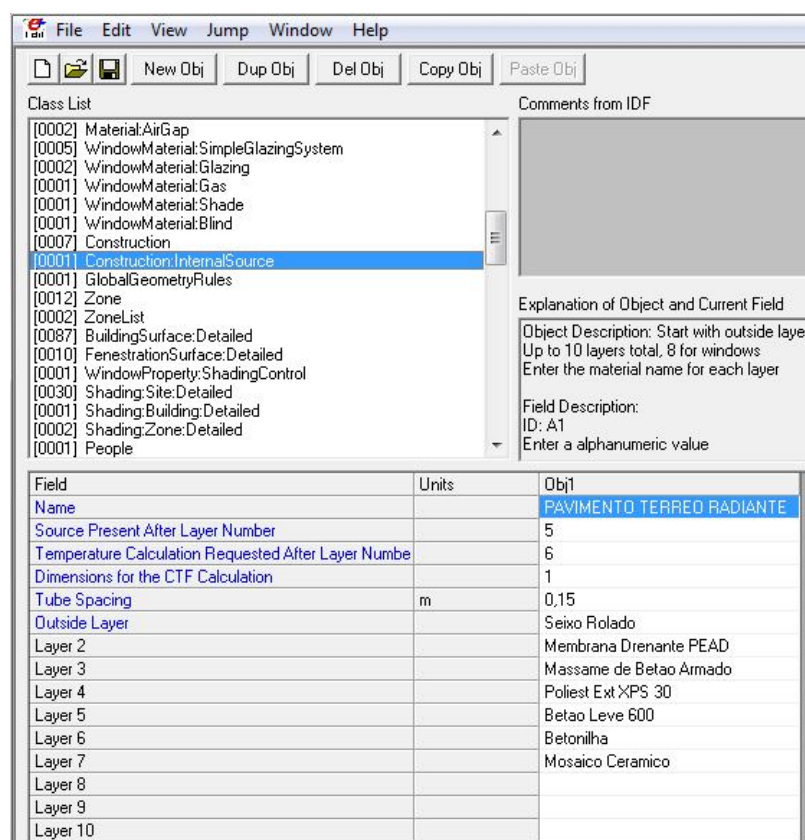 File Edit View Jump Window Help
New Obj Dup Obj Del Obj Copy Obj Paste Obj
Class List
[0002] Material:AirGap
[0005] WindowMaterial:SimpleGlazingSystem
[0002] WindowMaterial:Glazing
[0001] WindowMaterial:Gas
[0001] WindowMaterial:Shade
[0001] WindowMaterial:Blind
[0007] Construction
[0001] Construction:InternalSource
[0001] GlobalGeometryRules
[0012] Zone
[0002] ZoneList
[0087] BuildingSurface:Detailed
[0010] FenestrationSurface:Detailed
[0001] WindowProperty:ShadingControl
[0030] Shading:Site:Detailed
[0001] Shading:Building:Detailed
[0002] Shading:Zone:Detailed
[0001] People
Comments from IDF
Explanation of Object and Current Field
Object Description: Start with outside laye
Up to 10 layers total, 8 for windows
Enter the material name for each layer
Field Description:
ID: A1
Enter a alphanumeric value
Field Units Obj1
Name PAVIMENTO TERREO RADIANTE
Source Present After Layer Number 5
Temperature Calculation Requested After Layer Numbe 6
Dimensions for the CTF Calculation 1
Tube Spacing m 0,15
Outside Layer Seixo Rolado
Layer 2 Membrana Drenante PEAD
Layer 3 Massame de Betao Armado
Layer 4 Poliest Ext XPS 30
Layer 5 Betao Leve 600
Layer 6 Betonilha
Layer 7 Mosaico Ceramico
Layer 8
Layer 9
Layer 10